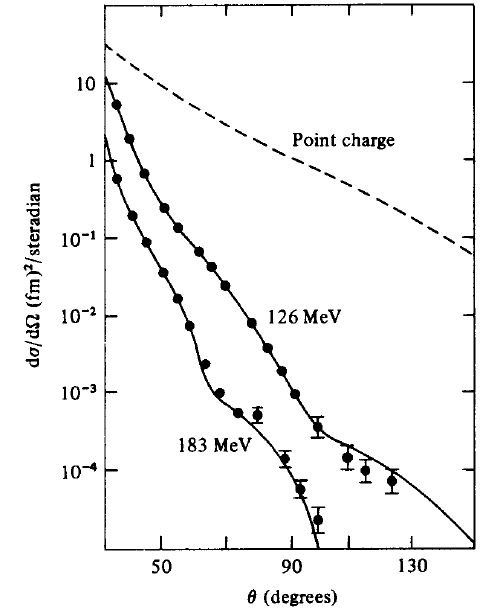 10
1
10⁻¹
10⁻²
10⁻³
10⁻⁴
dσ/dΩ (fm)²/steradian
Point charge
126 MeV
183 MeV
50
90
130
θ (degrees)